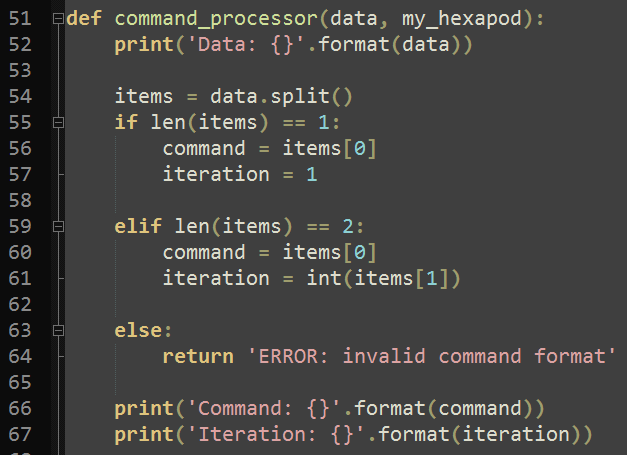 51 def command_processor(data, my_hexapod):
52     print('Data: {}'.format(data))
53
54     items = data.split()
55     if len(items) == 1:
56         command = items[0]
57         iteration = 1
58
59     elif len(items) == 2:
60         command = items[0]
61         iteration = int(items[1])
62
63     else:
64         return 'ERROR: invalid command format'
65
66     print('Command: {}'.format(command))
67     print('Iteration: {}'.format(iteration))